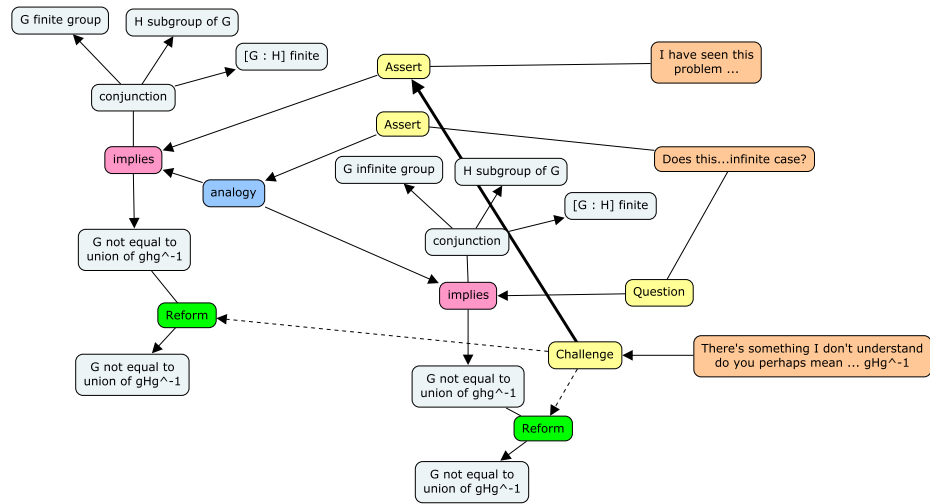 G finite group
H subgroup of G
[G : H] finite
conjunction
Assert
I have seen this
problem ...
Assert
implies
analogy
G infinite group
H subgroup of G
Does this...infinite case?
[G : H] finite
conjunction
G not equal to
union of ghg^-1
implies
Question
Reform
Challenge
There's something I don't understand
do you perhaps mean ... gHg^-1
G not equal to
union of gHg^-1
G not equal to
union of ghg^-1
Reform
G not equal to
union of gHg^-1